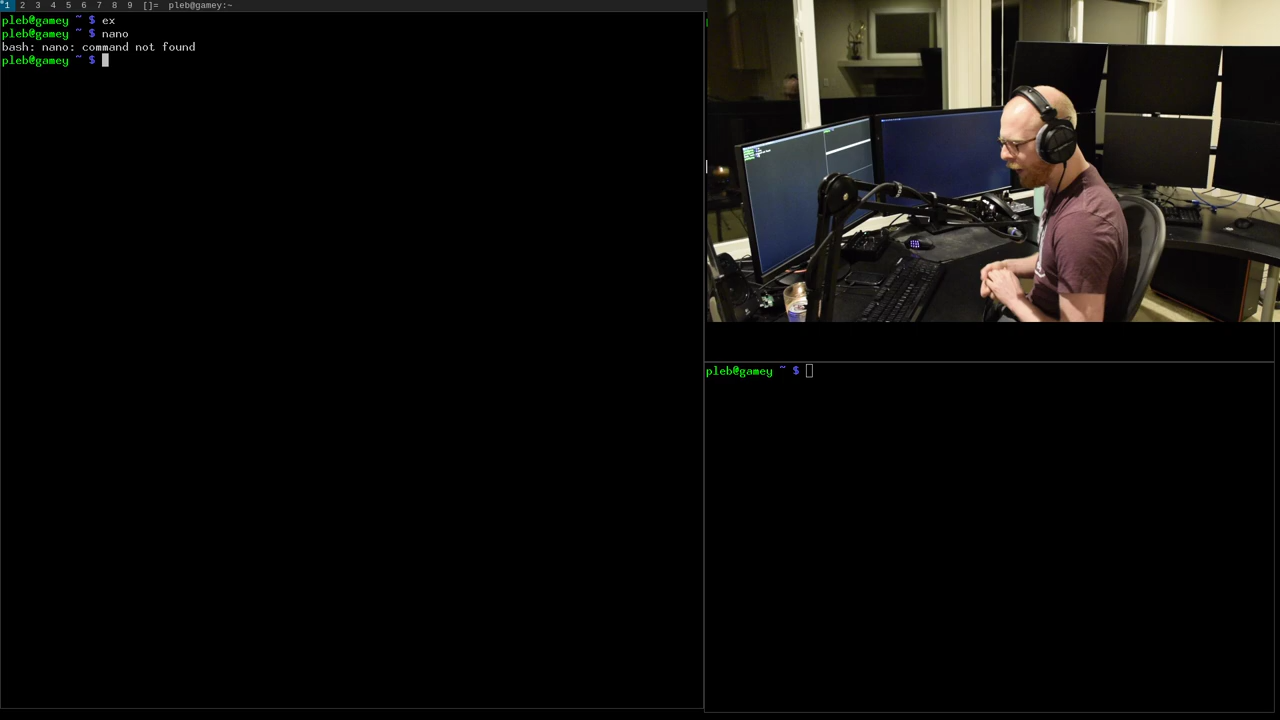 1 2 3 4 5 6 7 8 9 []= pleb@gamey:~
pleb@gamey ~ $ ex
pleb@gamey ~ $ nano
bash: nano: command not found
pleb@gamey ~ $
pleb@gamey ~ $